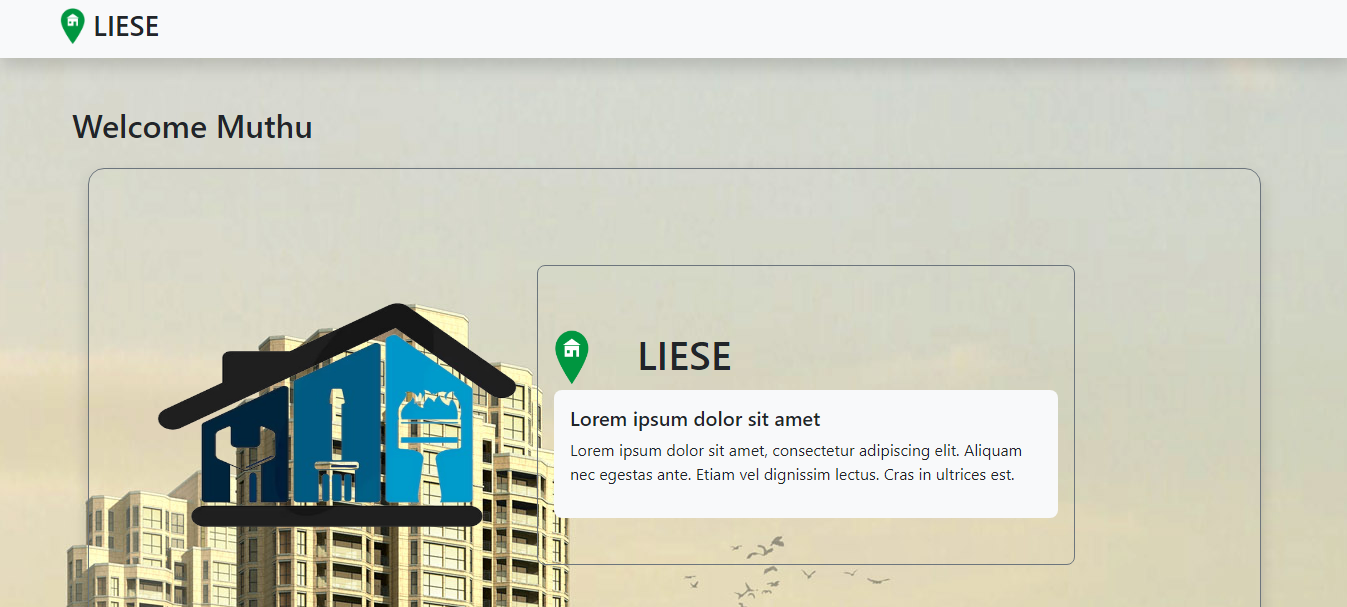 LIESE
Welcome Muthu
LIESE
Lorem ipsum dolor sit amet
Lorem ipsum dolor sit amet, consectetur adipiscing elit. Aliquam
nec egestas ante. Etiam vel dignissim lectus. Cras in ultrices est.